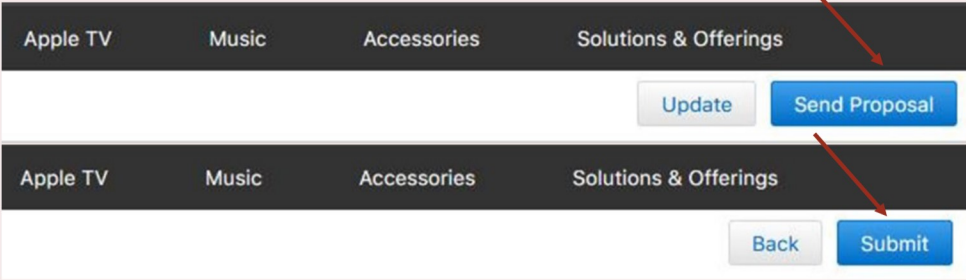 Apple TV Music Accessories Solutions & Offerings
Update Send Proposal
Apple TV Music Accessories Solutions & Offerings
Back Submit